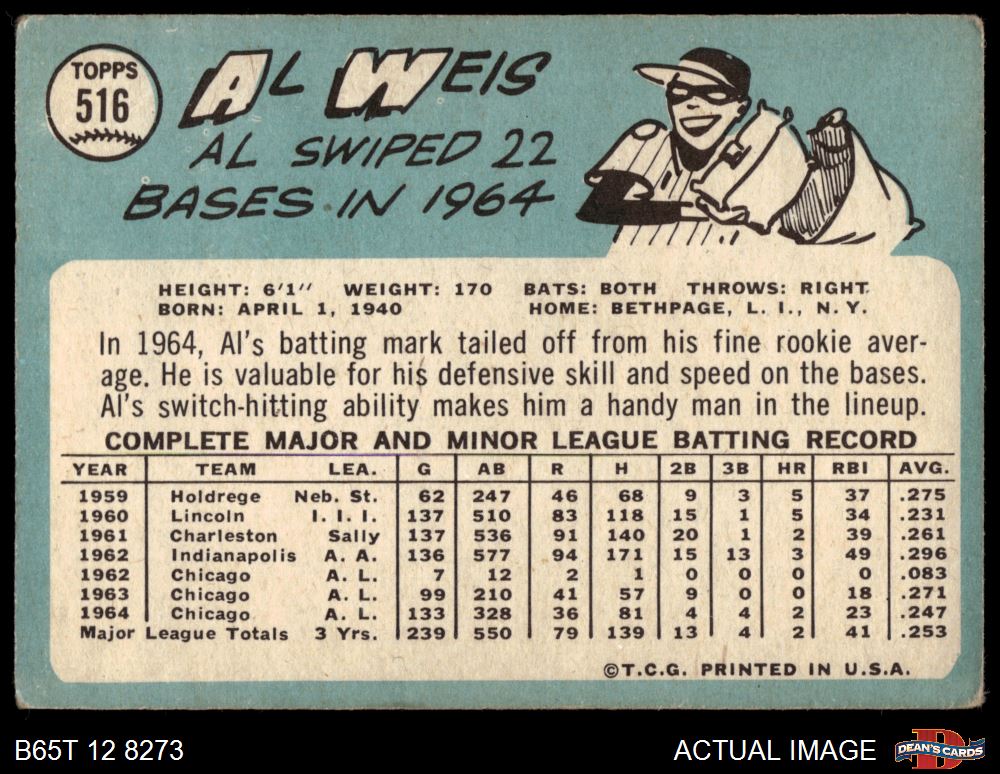 TOPPS
516
AL WEIS
AL SWIPED 22
BASES IN 1964
HEIGHT: 6'1" WEIGHT: 170 BATS: BOTH THROWS: RIGHT
BORN: APRIL 1, 1940 HOME: BETHPAGE, L. I., N. Y.
In 1964, Al's batting mark tailed off from his fine rookie aver-
age. He is valuable for his defensive skill and speed on the bases.
Al's switch-hitting ability makes him a handy man in the lineup.
COMPLETE MAJOR AND MINOR LEAGUE BATTING RECORD
YEAR TEAM LEA. G AB R H 2B 3B HR RBI AVG.
1959 Holdrege Neb. St. 62 247 46 68 9 3 5 37 .275
1960 Lincoln I. I. I. 137 510 83 118 15 1 5 34 .231
1961 Charleston Sally 137 536 91 140 20 1 2 39 .261
1962 Indianapolis A. A. 136 577 94 171 15 13 3 49 .296
1962 Chicago A. L. 7 12 2 1 0 0 0 0 .083
1963 Chicago A. L. 99 210 41 57 9 0 0 18 .271
1964 Chicago A. L. 133 328 36 81 4 4 2 23 .247
Major League Totals 3 Yrs. 239 550 79 139 13 4 2 41 .253
©T.C.G. PRINTED IN U.S.A.
B65T 12 8273 ACTUAL IMAGE DEAN'S CARDS